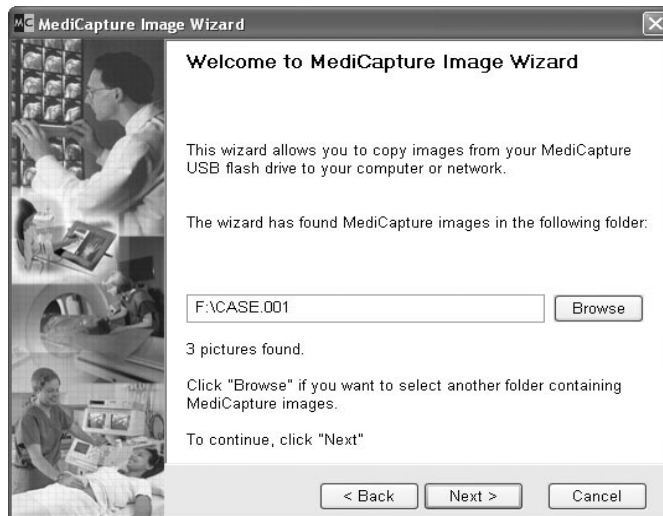 MC MediCapture Image Wizard
Welcome to MediCapture Image Wizard
This wizard allows you to copy images from your MediCapture
USB flash drive to your computer or network.
The wizard has found MediCapture images in the following folder:
F:\CASE.001
Browse
3 pictures found.
Click "Browse" if you want to select another folder containing
MediCapture images.
To continue, click "Next"
< Back
Next >
Cancel